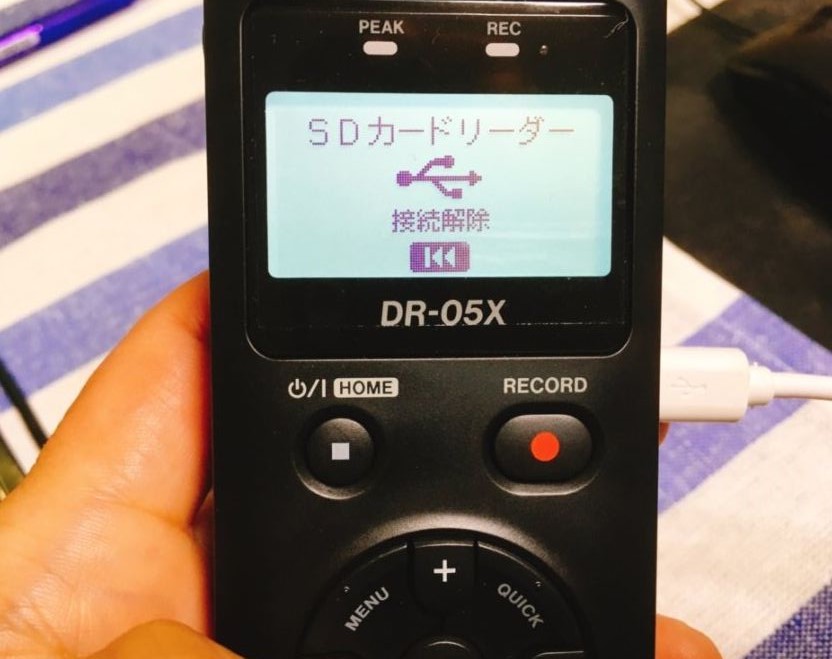 PEAK REC
SDカードリーダー
接続解除
DR-05X
⏻/I HOME RECORD
+
MENU QUICK